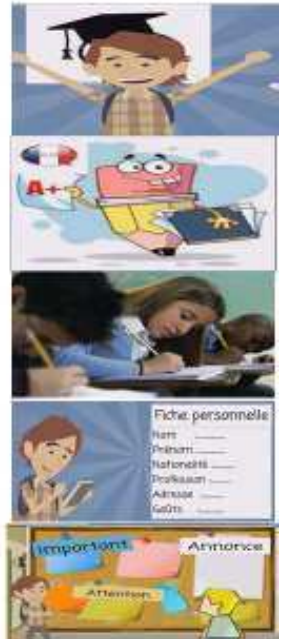 A+
Fiche personnelle
Nom
Prénom
Nationalité
Profession
Adresse
Goûts
Important
Annonce
Attention